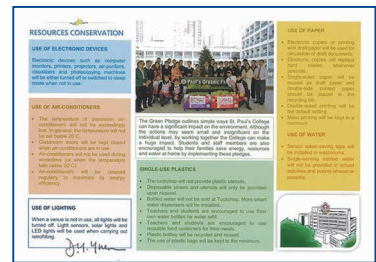 RESOURCES CONSERVATION
USE OF ELECTRONIC DEVICES
Electronic devices such as computer
monitors, printers, projectors, air-purifiers,
visualizers and photocopying machines
will be either turned off or switched to sleep
mode when not in use.
USE OF AIR-CONDITIONERS
The temperature of classroom air-
conditioners will not be excessively
low. In general, the temperature will not
be set below
Classroom doors will be kept closed
when air-conditioners are in use.
Air-conditioners will not be used during
wintertime (or when the temperature
falls below
Air-conditioners will be cleaned
regularly to maximize its energy
efficiency.
USE OF LIGHTING
When a venue is not in use, all lights will be
turned off. Light sensors, solar lights and
LED lights will be used when carrying out
retrofitting.
The Green Pledge outlines simple ways St. Paul's College
can have a significant impact on the environment. Although
the actions may seem small and insignificant on the
individual level, by working together the College can make
a huge impact. Students and staff members are also
encouraged to help their families save energy, resources
and water at home by implementing these pledges.
SINGLE-USE PLASTICS
The tuckshop will not provide plastic utensils.
Disposable straws and utensils will only be provided
upon request.
Bottled water will not be sold at Tuckshop. More smart
water dispensers will be installed.
Teachers and students are encouraged to use their
own water bottles for water refill.
Teachers and students are encouraged to use
reusable food containers for their meals.
Plastic bottles will be recycled and reused.
The use of plastic bags will be kept to the minimum.
USE OF PAPER
Electronic copies or printing
with draft paper will be used for
circulation of draft documents.
Electronic copies will replace
hard copies whenever
possible.
Single-sided paper will be
reused as draft paper and
double-side printed paper
should be placed in the
recycling bin.
Double-sided printing will be
the default setting.
Mass printing will be kept to a
minimum.
USE OF WATER
Sensor water-saving taps will
be installed in washrooms.
Single-serving bottled water
will not be provided in school
activities and events whenever
possible.